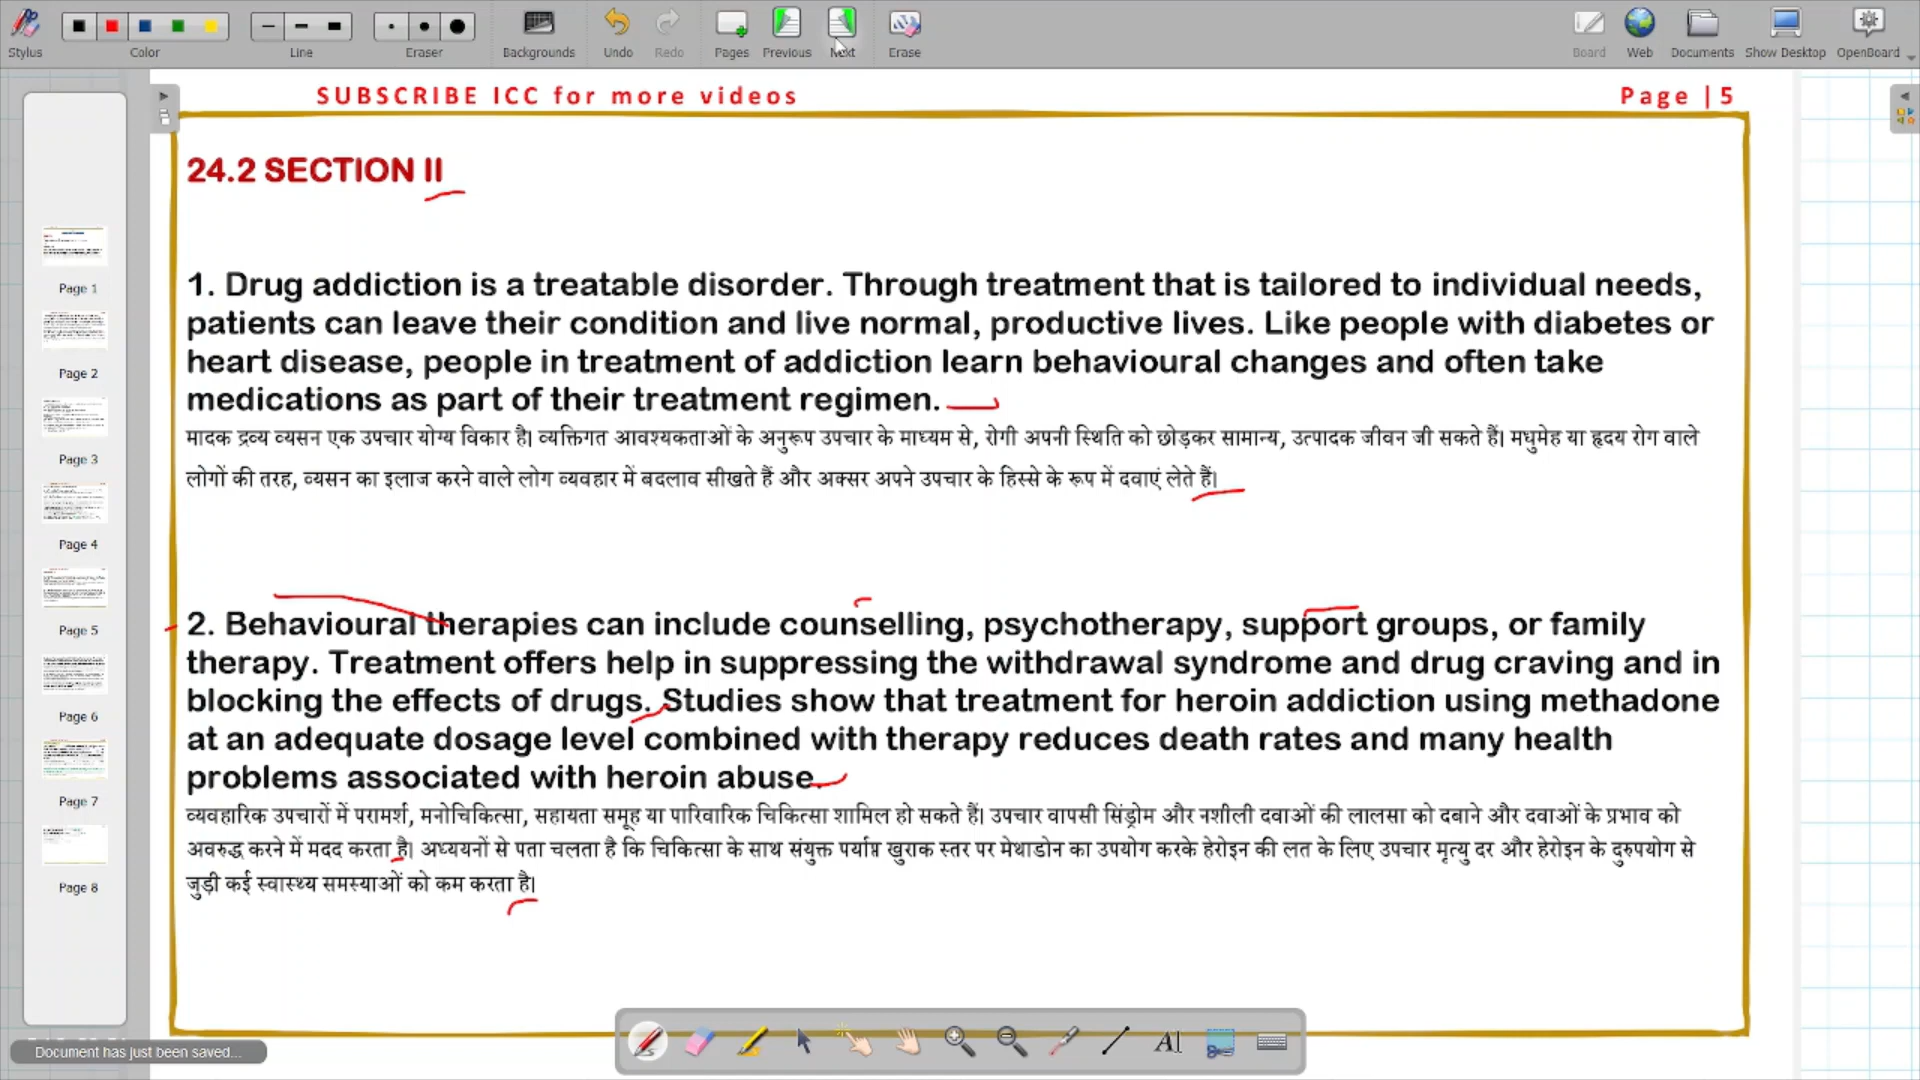 Stylus
Color
Line
Eraser
Backgrounds
Undo
Redo
Pages
Previous
Next
Erase
Board
Web
Documents
Show Desktop
OpenBoard
SUBSCRIBE ICC for more videos
Page | 5
24.2 SECTION II
1. Drug addiction is a treatable disorder. Through treatment that is tailored to individual needs,
patients can leave their condition and live normal, productive lives. Like people with diabetes or
heart disease, people in treatment of addiction learn behavioural changes and often take
medications as part of their treatment regimen.
मादक द्रव्य व्यसन एक उपचार योग्य विकार है। व्यक्तिगत आवश्यकताओं के अनुरूप उपचार के माध्यम से, रोगी अपनी स्थिति को छोड़कर सामान्य, उत्पादक जीवन जी सकते हैं। मधुमेह या हृदय रोग वाले
लोगों की तरह, व्यसन का इलाज करने वाले लोग व्यवहार में बदलाव सीखते हैं और अक्सर अपने उपचार के हिस्से के रूप में दवाएं लेते हैं।
2. Behavioural therapies can include counselling, psychotherapy, support groups, or family
therapy. Treatment offers help in suppressing the withdrawal syndrome and drug craving and in
blocking the effects of drugs. Studies show that treatment for heroin addiction using methadone
at an adequate dosage level combined with therapy reduces death rates and many health
problems associated with heroin abuse.
व्यवहारिक उपचारों में परामर्श, मनोचिकित्सा, सहायता समूह या पारिवारिक चिकित्सा शामिल हो सकते हैं। उपचार वापसी सिंड्रोम और नशीली दवाओं की लालसा को दबाने और दवाओं के प्रभाव को
अवरुद्ध करने में मदद करता है। अध्ययनों से पता चलता है कि चिकित्सा के साथ संयुक्त पर्याप्त खुराक स्तर पर मेथाडोन का उपयोग करके हेरोइन की लत के लिए उपचार मृत्यु दर और हेरोइन के दुरुपयोग से
जुड़ी कई स्वास्थ्य समस्याओं को कम करता है।
Page 1
Page 2
Page 3
Page 4
Page 5
Page 6
Page 7
Page 8
Document has just been saved...